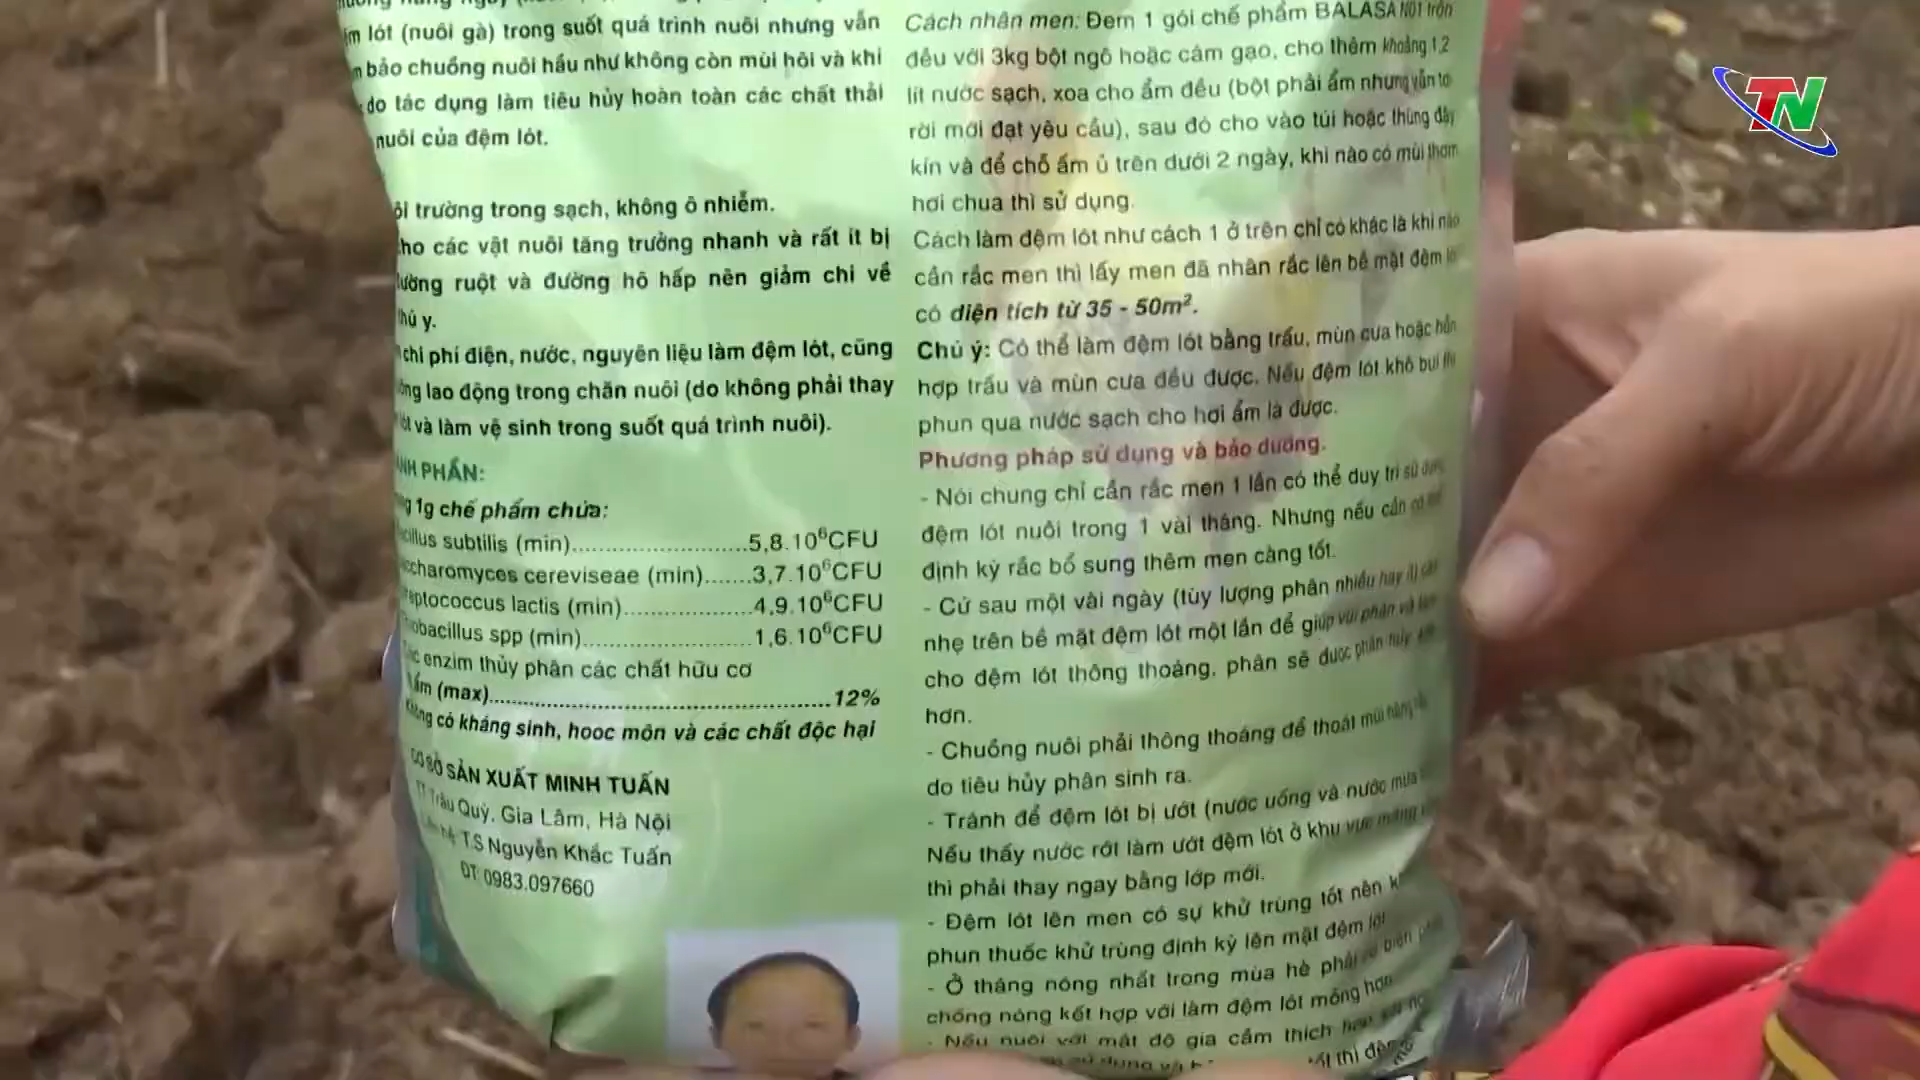 lót (nuôi gà) trong suốt quá trình nuôi nhưng vẫn
bảo chuồng nuôi hầu như không còn mùi hôi và khi
do tác dụng làm tiêu hủy hoàn toàn các chất thải
nuôi của đệm lót.
trường trong sạch, không ô nhiễm.
các vật nuôi tăng trưởng nhanh và rất ít bị
ruột và đường hô hấp nên giảm chi về
y.
chi phí điện, nước, nguyên liệu làm đệm lót, cũng
lao động trong chăn nuôi (do không phải thay
và làm vệ sinh trong suốt quá trình nuôi).
PHẦN:
1g chế phẩm chứa:
subtilis (min)..........................5,8.10⁶CFU
cereviseae (min).......3,7.10⁶CFU
lactis (min)...................4,9.10⁶CFU
spp (min).........................1,6.10⁶CFU
enzim thủy phân các chất hữu cơ
(max)..................................................12%
có kháng sinh, hooc môn và các chất độc hại
CƠ SỞ SẢN XUẤT MINH TUẤN
TT Trâu Quỳ, Gia Lâm, Hà Nội
T.S Nguyễn Khắc Tuấn
ĐT: 0983.097660
Cách nhân men: Đem 1 gói chế phẩm BALASA N01 trộn
đều với 3kg bột ngô hoặc cám gạo, cho thêm khoảng 1,2
lít nước sạch, xoa cho ẩm đều (bột phải ẩm nhưng vẫn tơi
rời mới đạt yêu cầu), sau đó cho vào túi hoặc thùng đậy
kín và để chỗ ấm ủ trên dưới 2 ngày, khi nào có mùi thơm
hơi chua thì sử dụng.
Cách làm đệm lót như cách 1 ở trên chỉ có khác là khi nào
cần rắc men thì lấy men đã nhân rắc lên bề mặt đệm
có diện tích từ 35 - 50m².
Chú ý: Có thể làm đệm lót bằng trấu, mùn cưa hoặc hỗn
hợp trấu và mùn cưa đều được. Nếu đệm lót khô bụi thì
phun qua nước sạch cho hơi ẩm là được.
Phương pháp sử dụng và bảo dưỡng.
- Nói chung chỉ cần rắc men 1 lần có thể duy trì sử dụng
đệm lót nuôi trong 1 vài tháng. Nhưng nếu cần có thể
định kỳ rắc bổ sung thêm men càng tốt.
- Cứ sau một vài ngày (tùy lượng phân nhiều hay ít)
nhẹ trên bề mặt đệm lót một lần để giúp vùi phân và
cho đệm lót thông thoáng, phân sẽ được phân hủy
hơn.
- Chuồng nuôi phải thông thoáng để thoát mùi
do tiêu hủy phân sinh ra.
- Tránh để đệm lót bị ướt (nước uống và nước mưa
Nếu thấy nước rớt làm ướt đệm lót ở khu vực máng
thì phải thay ngay bằng lớp mới.
- Đệm lót lên men có sự khử trùng tốt nên
phun thuốc khử trùng định kỳ lên mặt đệm lót
- Ở tháng nóng nhất trong mùa hè phải có biện
chống nóng kết hợp với làm đệm lót mỏng hơn
- Nếu nuôi với mật độ gia cầm thích
TN